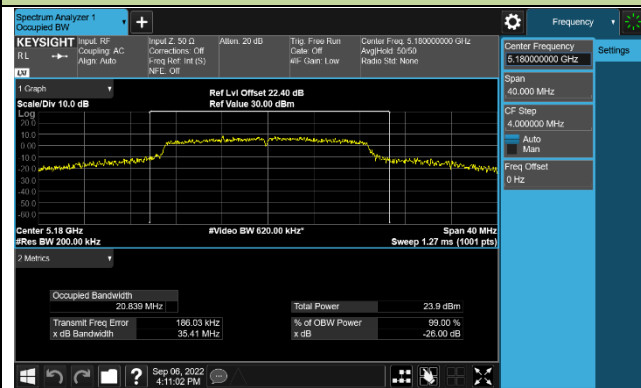 Spectrum Analyzer 1
Occupied BW
+
Frequency
KEYSIGHT
RL
LXI
Input: RF
Coupling: AC
Align: Auto
Input Z: 50 Ω
Corrections: Off
Freq Ref: Int (S)
NFE: Off
Atten: 20 dB
Trig: Free Run
Gate: Off
#IF Gain: Low
Center Freq: 5.180000000 GHz
Avg|Hold: 50/50
Radio Std: None
Center Frequency
5.180000000 GHz
Settings
Span
40.000 MHz
CF Step
4.000000 MHz
Auto
Man
Freq Offset
0 Hz
1 Graph
Scale/Div 10.0 dB
Ref Lvl Offset 22.40 dB
Ref Value 30.00 dBm
Log
20.0
10.0
0.00
-10.0
-20.0
-30.0
-40.0
-50.0
-60.0
Center 5.18 GHz
#Video BW 620.00 kHz*
Span 40 MHz
#Res BW 200.00 kHz
Sweep 1.27 ms (1001 pts)
2 Metrics
Occupied Bandwidth
20.839 MHz
Total Power
23.9 dBm
Transmit Freq Error
186.03 kHz
% of OBW Power
99.00 %
x dB Bandwidth
35.41 MHz
x dB
-26.00 dB
?
Sep 06, 2022
4:11:02 PM